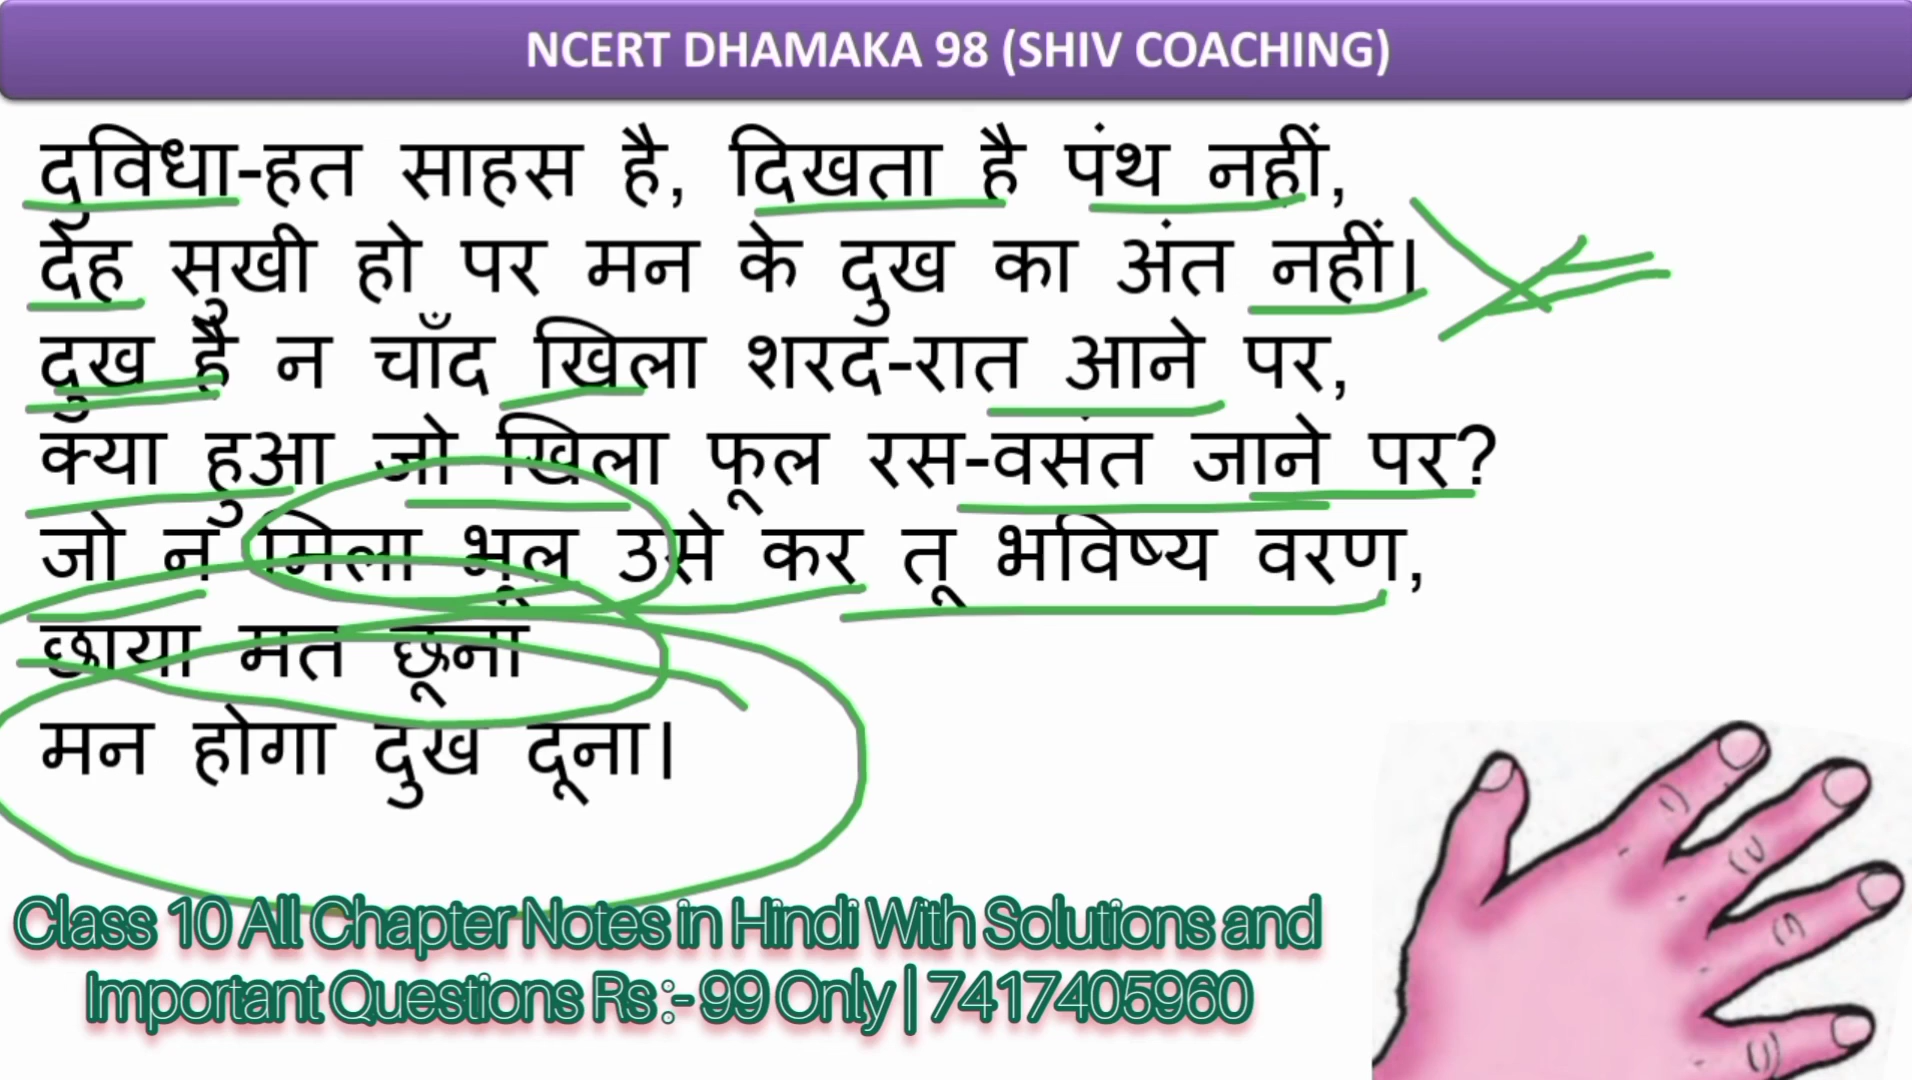 NCERT DHAMAKA 98 (SHIV COACHING)
दुविधा-हत साहस है, दिखता है पंथ नहीं,
देह सुखी हो पर मन के दुख का अंत नहीं।
दुख है न चाँद खिला शरद-रात आने पर,
क्या हुआ जो खिला फूल रस-वसंत जाने पर?
जो न मिला भूल उसे कर तू भविष्य वरण,
छाया मत छूना
मन होगा दुख दूना।
Class 10 All Chapter Notes in Hindi With Solutions and
Important Questions Rs :- 99 Only | 7417405960